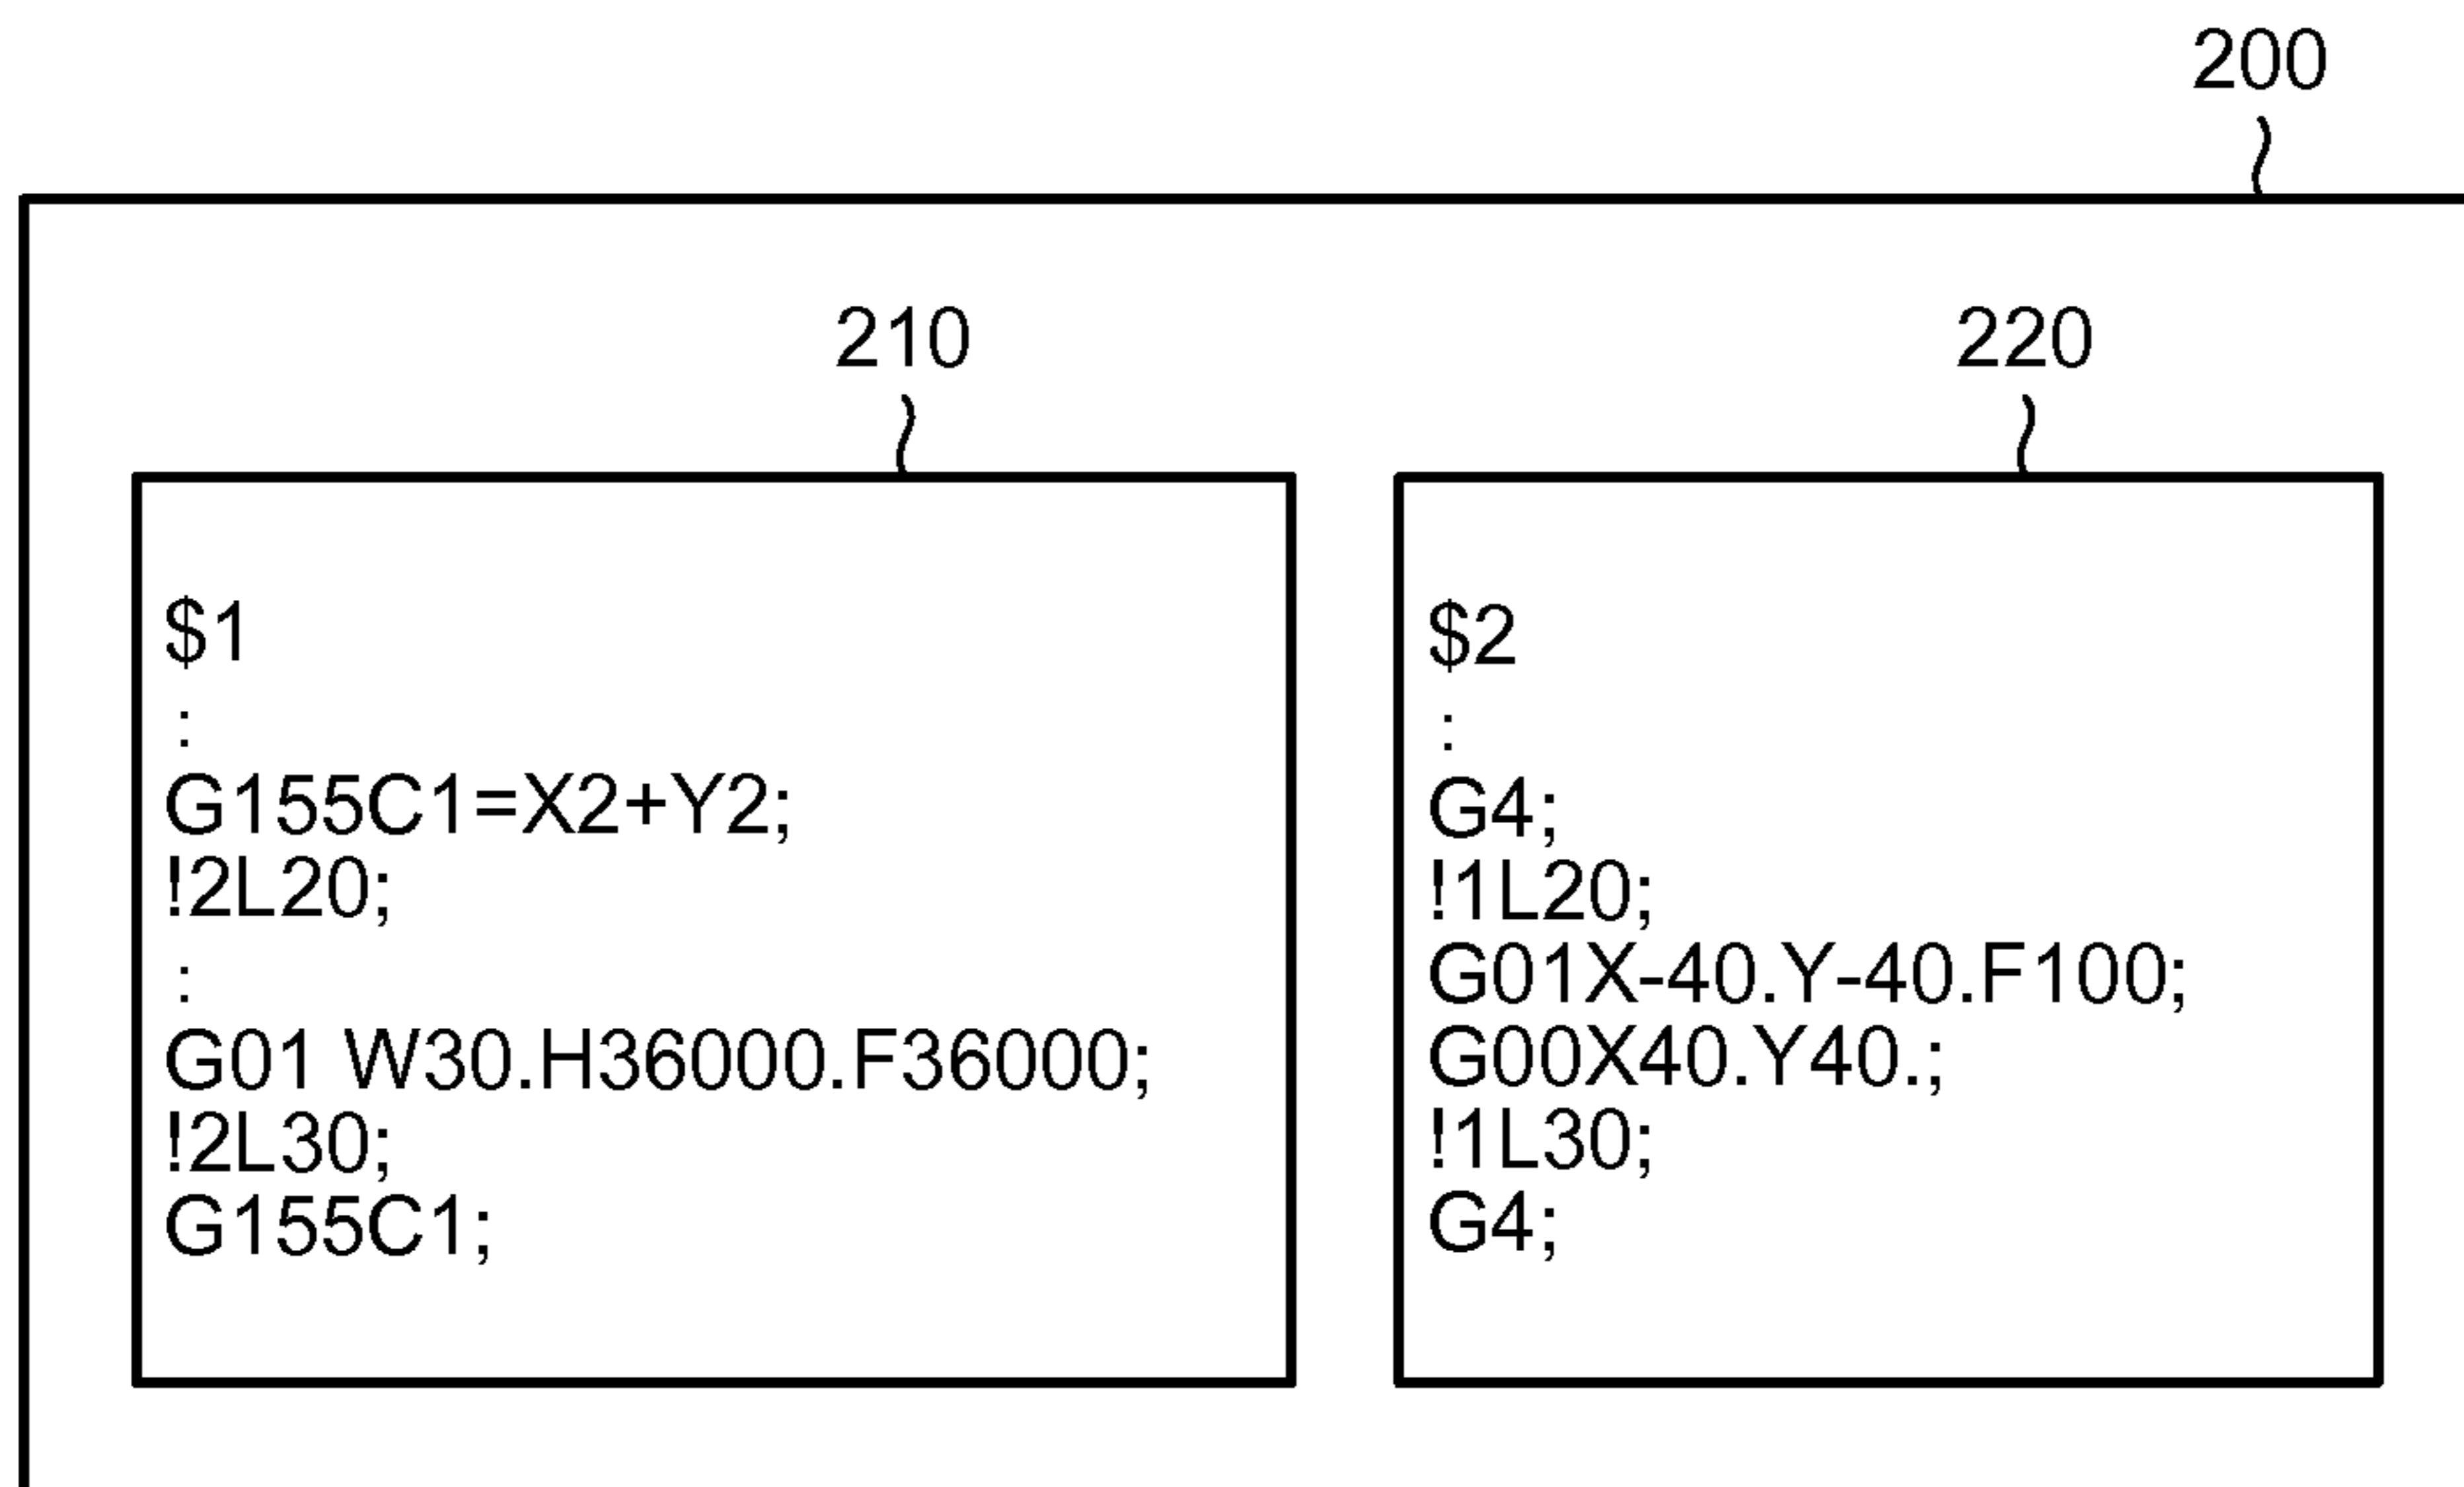 200
210
220
$1
:
G155C1=X2+Y2;
!2L20;
:
G01 W30.H36000.F36000;
!2L30;
G155C1;
$2
:
G4;
!1L20;
G01X-40.Y-40.F100;
G00X40.Y40.;
!1L30;
G4;